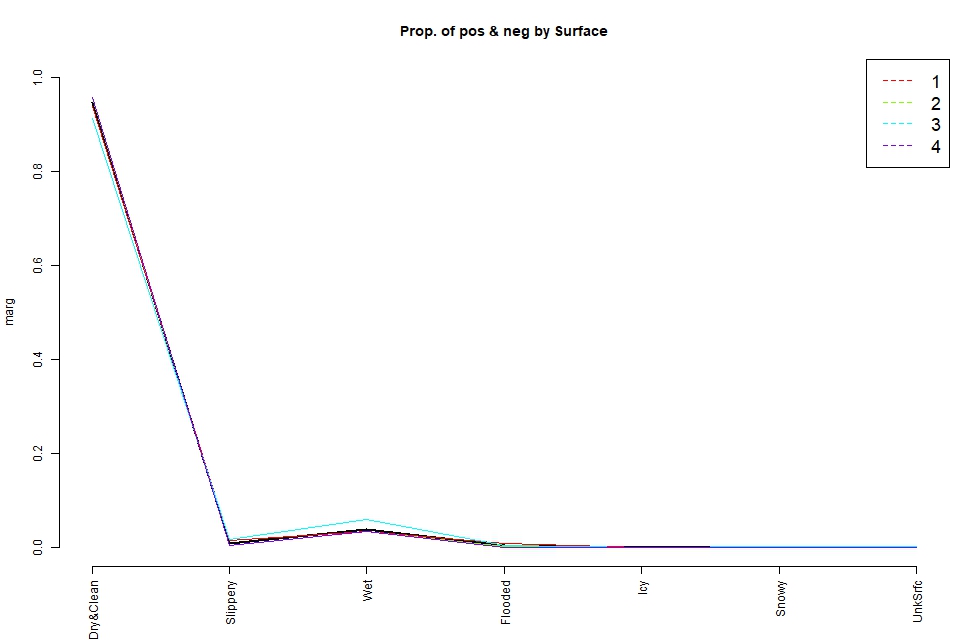 Prop. of pos & neg by Surface
1
2
3
4
marg
1.0
0.8
0.6
0.4
0.2
0.0
Dry&Clean
Slippery
Wet
Flooded
Icy
Snowy
UnkSrfc